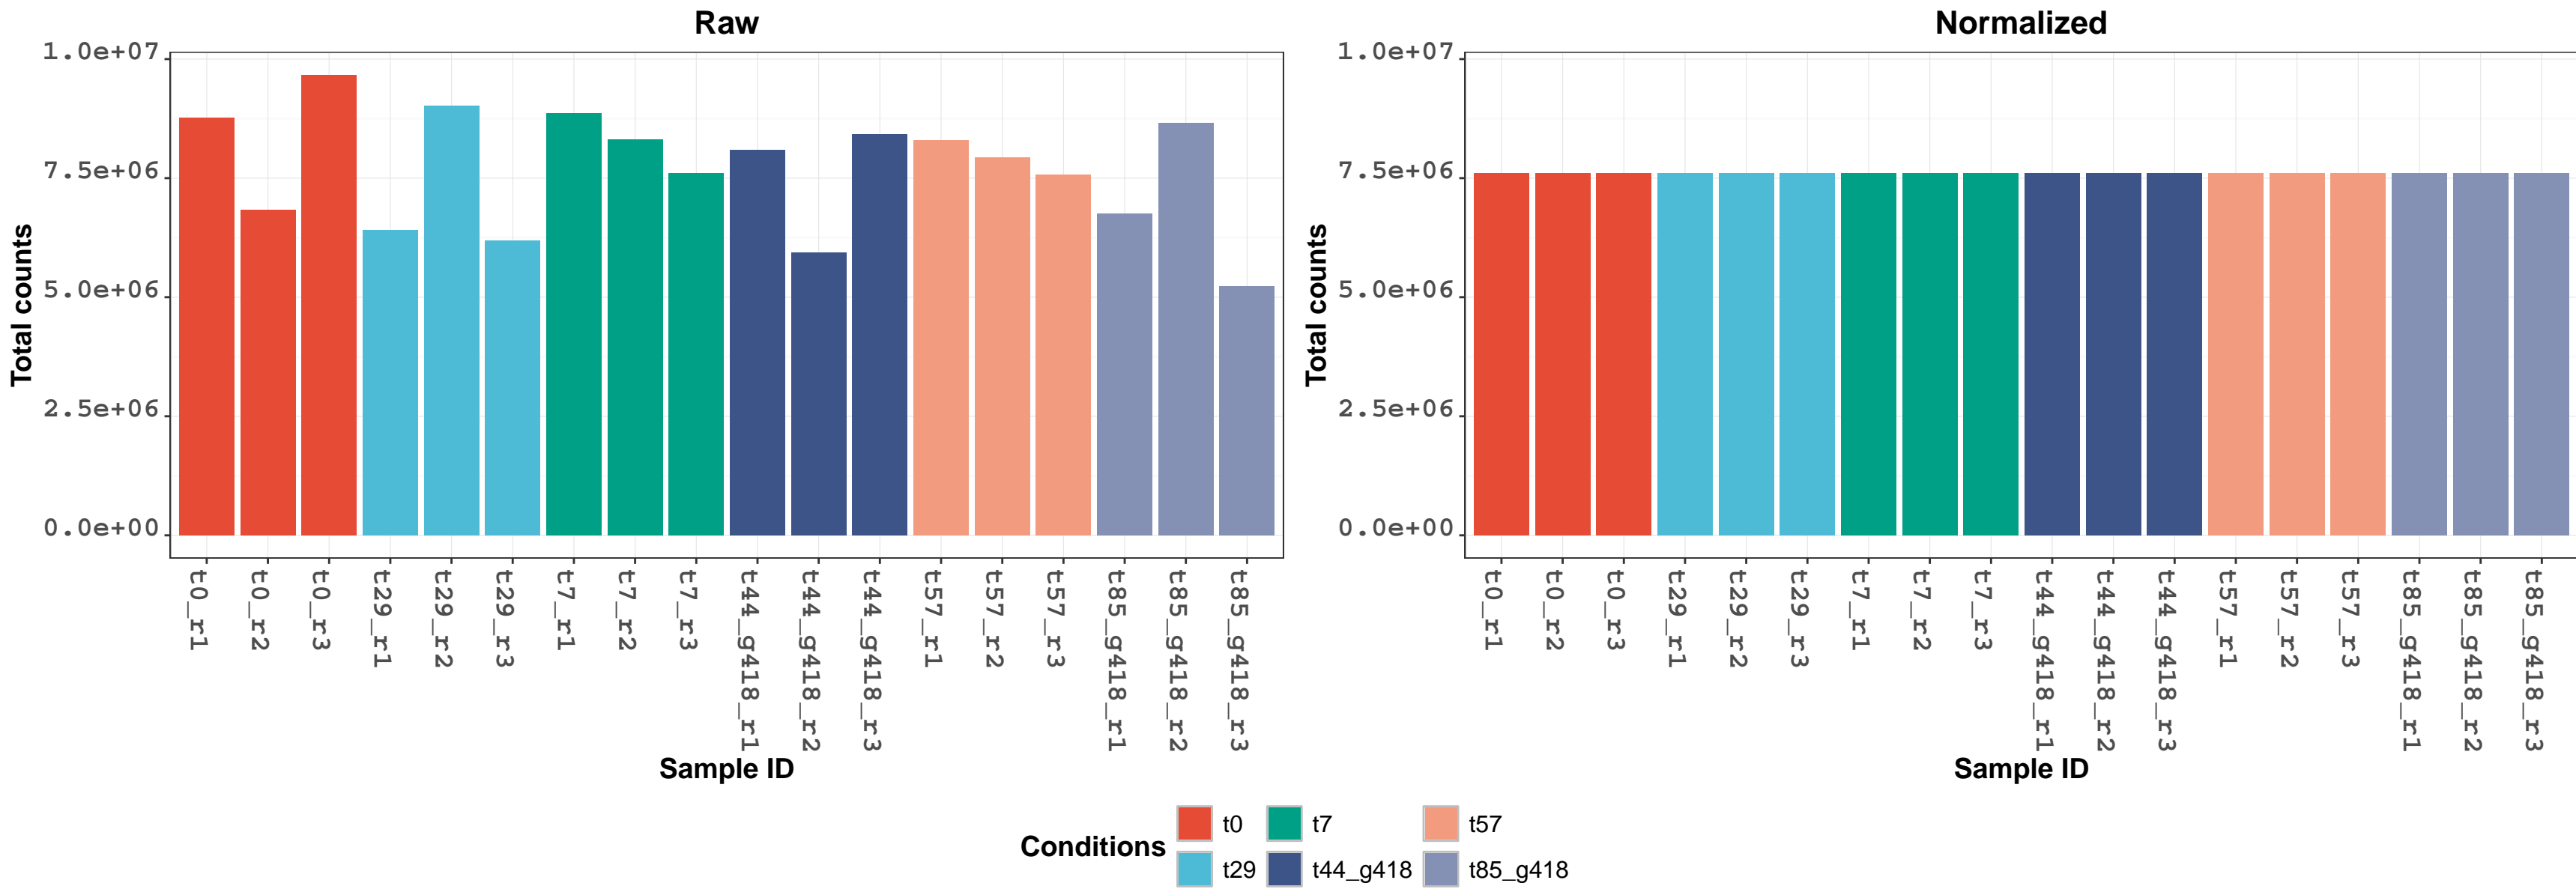 Raw
Total counts
1.0e+07
7.5e+06
5.0e+06
2.5e+06
0.0e+00
t0_r1
t0_r2
t0_r3
t29_r1
t29_r2
t29_r3
t7_r1
t7_r2
t7_r3
t44_g418_r1
t44_g418_r2
t44_g418_r3
t57_r1
t57_r2
t57_r3
t85_g418_r1
t85_g418_r2
t85_g418_r3
Sample ID
Normalized
Total counts
1.0e+07
7.5e+06
5.0e+06
2.5e+06
0.0e+00
t0_r1
t0_r2
t0_r3
t29_r1
t29_r2
t29_r3
t7_r1
t7_r2
t7_r3
t44_g418_r1
t44_g418_r2
t44_g418_r3
t57_r1
t57_r2
t57_r3
t85_g418_r1
t85_g418_r2
t85_g418_r3
Sample ID
Conditions
t0
t7
t57
t29
t44_g418
t85_g418